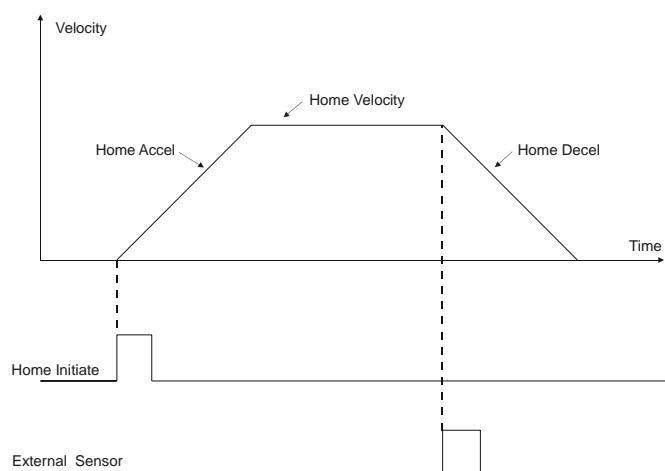 Velocity
Home Velocity
Home Accel
Home Decel
Time
Home Initiate
External Sensor